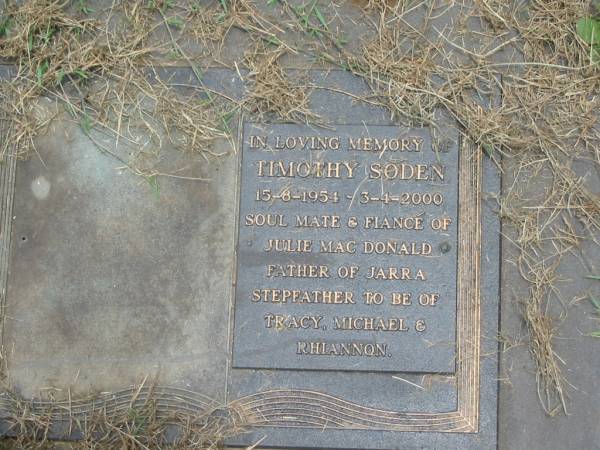 IN LOVING MEMORY OF
TIMOTHY SODEN
15-8-1954 - 3-4-2000
SOUL MATE & FIANCE OF
JULIE MAC DONALD
FATHER OF JARRA
STEPFATHER TO BE OF
TRACY, MICHAEL &
RHIANNON.